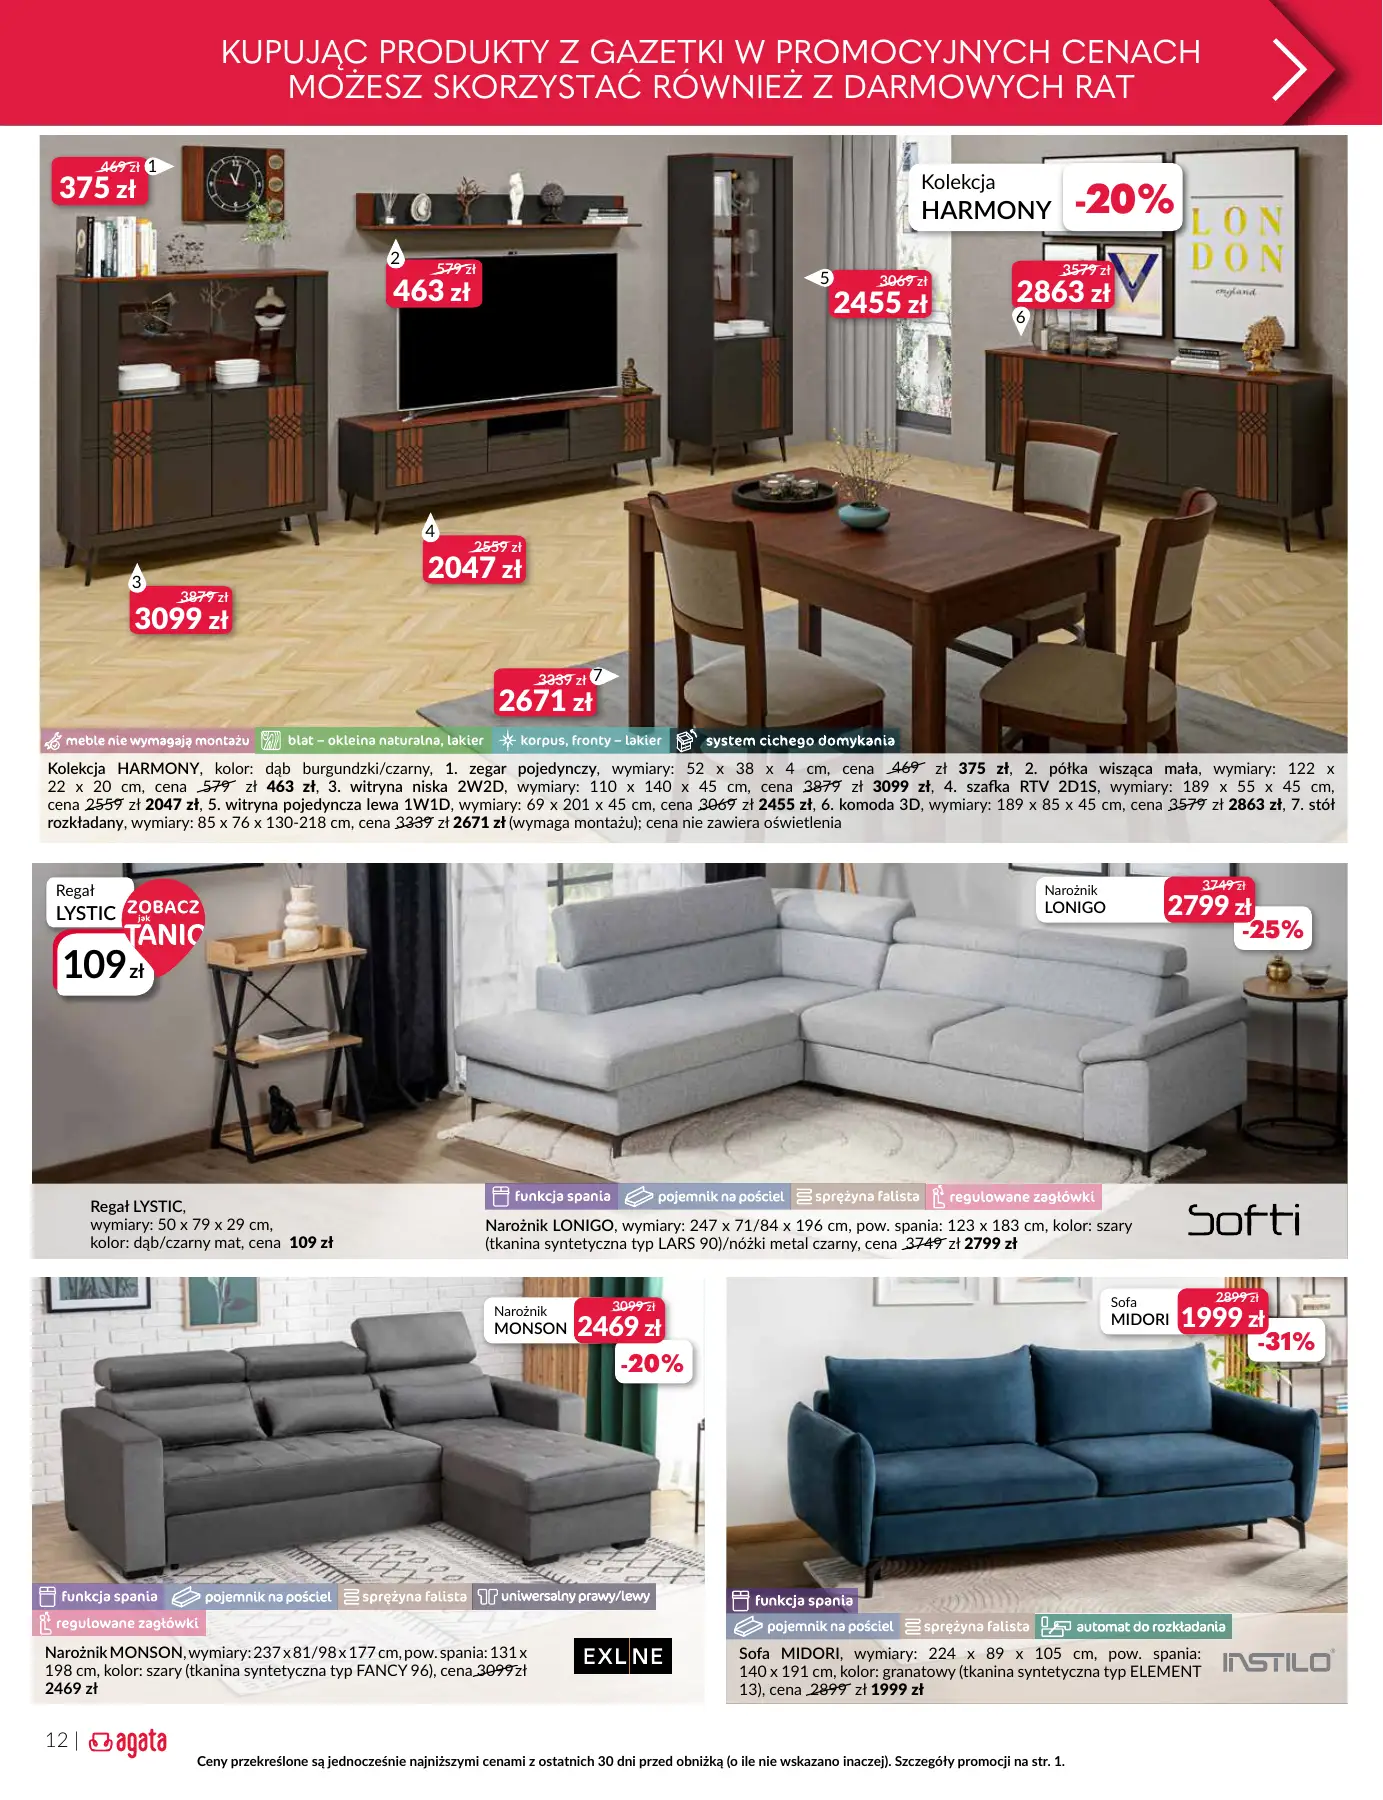 KUPUJĄC PRODUKTY Z GAZETKI W PROMOCYJNYCH CENACH
MOŻESZ SKORZYSTAĆ RÓWNIEŻ Z DARMOWYCH RAT
469 zł
375 zł
1
Kolekcja
HARMONY
-20%
LON
DON
england
2
579 zł
463 zł
5
3069 zł
2455 zł
3579 zł
2863 zł
6
4
2559 zł
2047 zł
3
3879 zł
3099 zł
7
3339 zł
2671 zł
meble nie wymagają montażu
blat – okleina naturalna, lakier
korpus, fronty – lakier
system cichego domykania
Kolekcja HARMONY, kolor: dąb burgundzki/czarny, 1. zegar pojedynczy, wymiary: 52 x 38 x 4 cm, cena 469 zł 375 zł, 2. półka wisząca mała, wymiary: 122 x
22 x 20 cm, cena 579 zł 463 zł, 3. witryna niska 2W2D, wymiary: 110 x 140 x 45 cm, cena 3879 zł 3099 zł, 4. szafka RTV 2D1S, wymiary: 189 x 55 x 45 cm,
cena 2559 zł 2047 zł, 5. witryna pojedyncza lewa 1W1D, wymiary: 69 x 201 x 45 cm, cena 3069 zł 2455 zł, 6. komoda 3D, wymiary: 189 x 85 x 45 cm, cena 3579 zł 2863 zł, 7. stół
rozkładany, wymiary: 85 x 76 x 130-218 cm, cena 3339 zł 2671 zł (wymaga montażu); cena nie zawiera oświetlenia
Regał
LYSTIC
ZOBACZ
jak
TANIO
109 zł
Narożnik
LONIGO
3749 zł
2799 zł
-25%
Regał LYSTIC,
wymiary: 50 x 79 x 29 cm,
kolor: dąb/czarny mat, cena 109 zł
funkcja spania
pojemnik na pościel
sprężyna falista
regulowane zagłówki
Narożnik LONIGO, wymiary: 247 x 71/84 x 196 cm, pow. spania: 123 x 183 cm, kolor: szary
(tkanina syntetyczna typ LARS 90)/nóżki metal czarny, cena 3749 zł 2799 zł
Softi
Narożnik
MONSON
3099 zł
2469 zł
-20%
funkcja spania
pojemnik na pościel
sprężyna falista
uniwersalny prawy/lewy
regulowane zagłówki
Narożnik MONSON, wymiary: 237 x 81/98 x 177 cm, pow. spania: 131 x
198 cm, kolor: szary (tkanina syntetyczna typ FANCY 96), cena 3099 zł
2469 zł
EXLINE
Sofa
MIDORI
2899 zł
1999 zł
-31%
funkcja spania
pojemnik na pościel
sprężyna falista
automat do rozkładania
Sofa MIDORI, wymiary: 224 x 89 x 105 cm, pow. spania:
140 x 191 cm, kolor: granatowy (tkanina syntetyczna typ ELEMENT
13), cena 2899 zł 1999 zł
INSTILO®
12 | agata
Ceny przekreślone są jednocześnie najniższymi cenami z ostatnich 30 dni przed obniżką (o ile nie wskazano inaczej). Szczegóły promocji na str. 1.